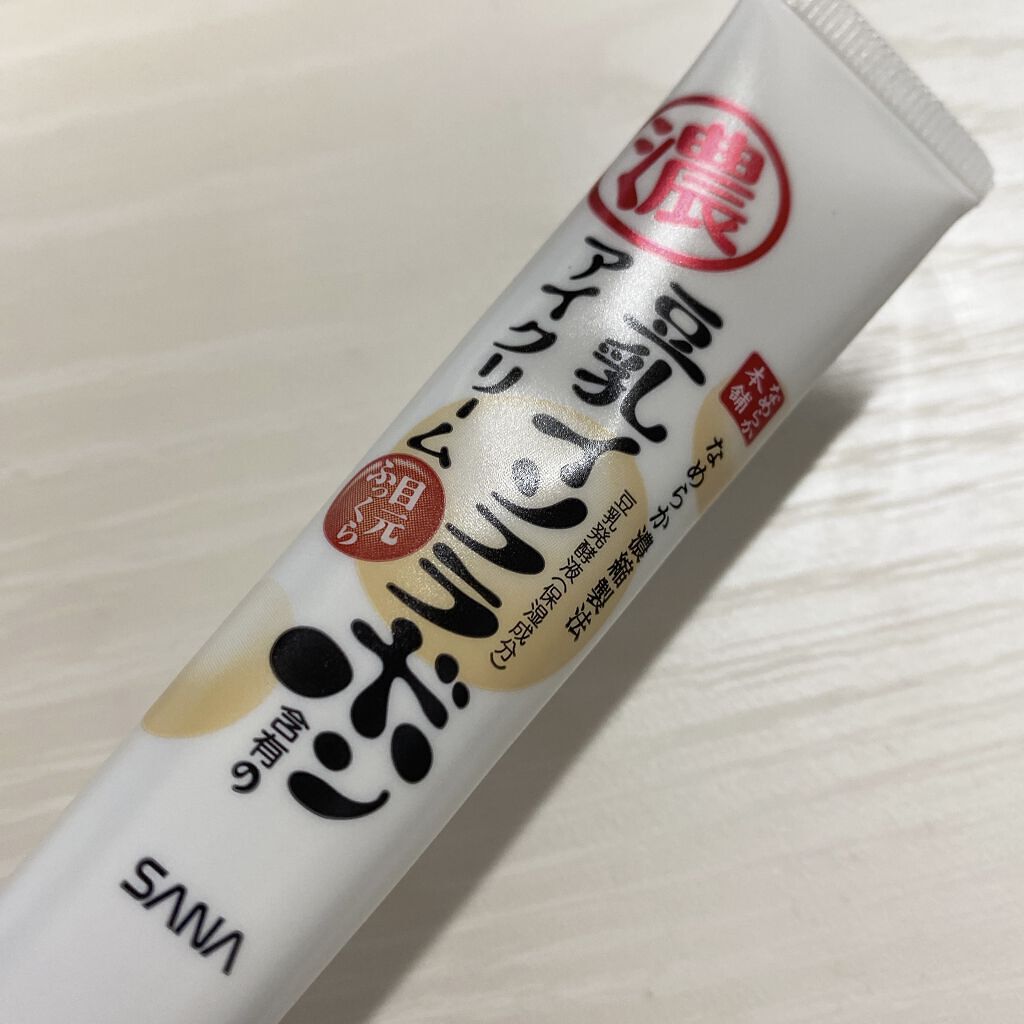 濃
なめらか
本舗
なめらか 濃縮製法
豆乳発酵液(保湿成分)
豆乳イソフラボン
含有の
アイクリーム
目元
ふっくら
SANA